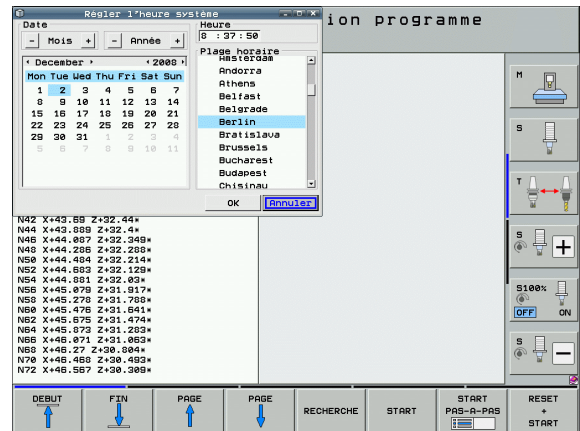 Régler l'heure système
ion programme
Date
Heure
- Mois + - Année +
8 :37:50
Plage horaire
December 2008
Mon Tue Wed Thu Fri Sat Sun
1 2 3 4 5 6 7
8 9 10 11 12 13 14
15 16 17 18 19 20 21
22 23 24 25 26 27 28
29 30 31 1 2 3 4
5 6 7 8 9 10 11
Amsterdam
Andorra
Athens
Belfast
Belgrade
Berlin
Bratislava
Brussels
Bucharest
Budapest
Chisinau
OK Annuler
N42 X+43.69 Z+32.44*
N44 X+43.889 Z+32.4*
N46 X+44.087 Z+32.349*
N48 X+44.286 Z+32.288*
N50 X+44.484 Z+32.214*
N52 X+44.683 Z+32.129*
N54 X+44.881 Z+32.03*
N56 X+45.079 Z+31.917*
N58 X+45.278 Z+31.788*
N60 X+45.476 Z+31.641*
N62 X+45.675 Z+31.474*
N64 X+45.873 Z+31.283*
N66 X+46.071 Z+31.063*
N68 X+46.27 Z+30.804*
N70 X+46.468 Z+30.493*
N72 X+46.567 Z+30.309*
M
S
T
S
+
S100%
OFF ON
S
-
DEBUT
FIN
PAGE
PAGE
RECHERCHE
START
START
PAS-A-PAS
RESET
+
START